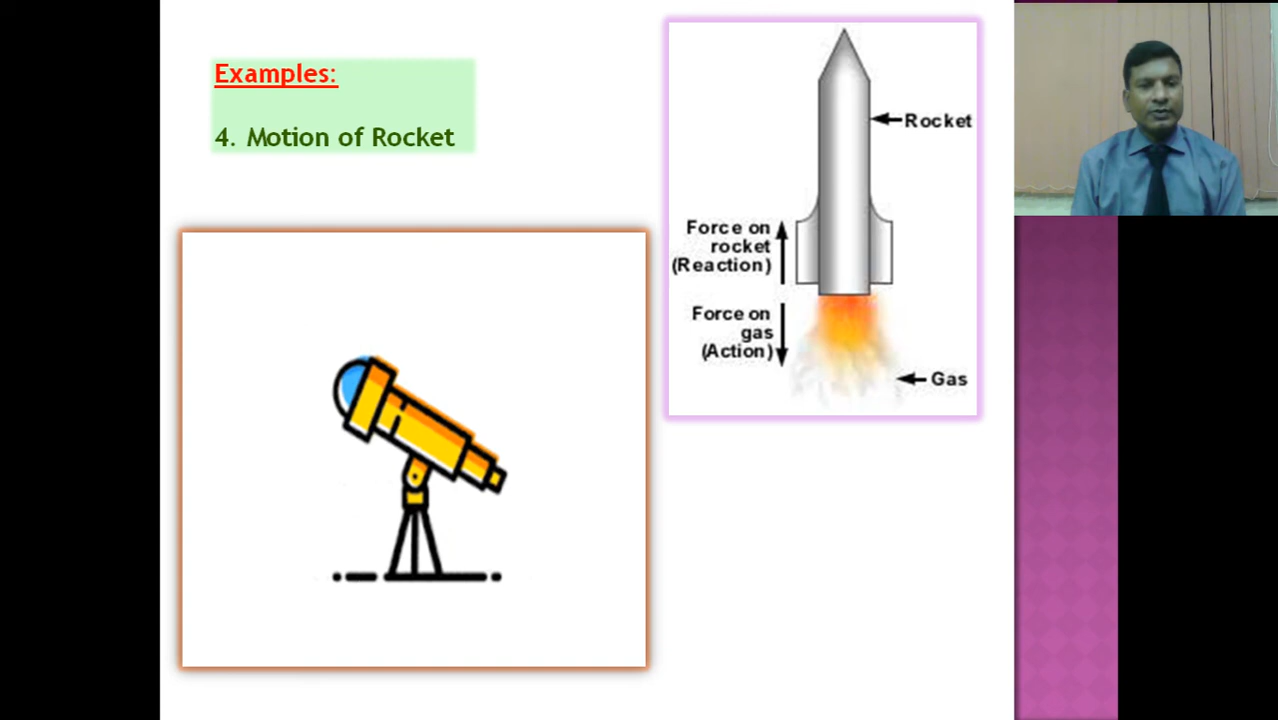 Examples:
4. Motion of Rocket
Rocket
Force on
rocket
(Reaction)
Force on
gas
(Action)
Gas